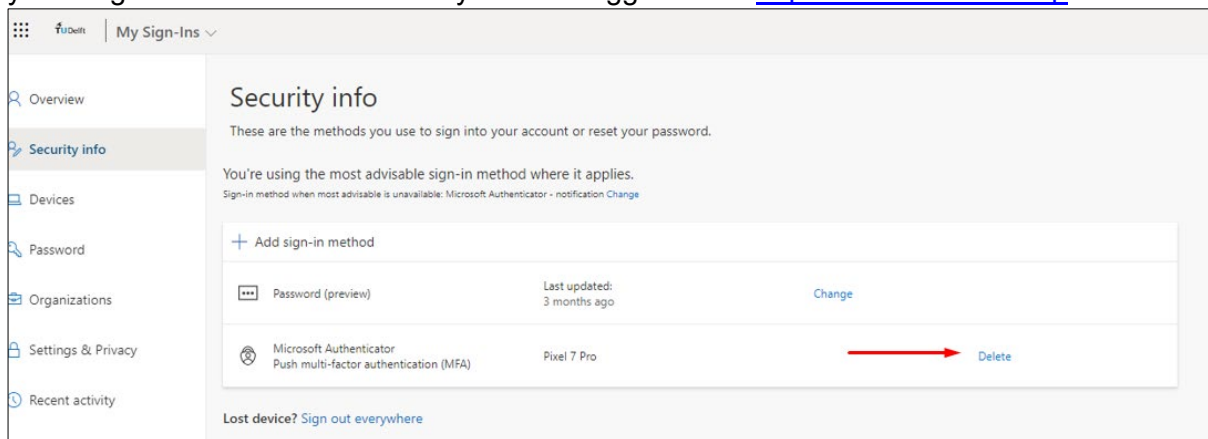 TUDelft My Sign-Ins
Overview
Security info
Devices
Password
Organizations
Settings & Privacy
Recent activity
Security info
These are the methods you use to sign into your account or reset your password.
You're using the most advisable sign-in method where it applies.
Sign-in method when most advisable is unavailable: Microsoft Authenticator - notification Change
+ Add sign-in method
Password (preview) Last updated: Change
3 months ago
Microsoft Authenticator
Push multi-factor authentication (MFA) Pixel 7 Pro Delete
Lost device? Sign out everywhere